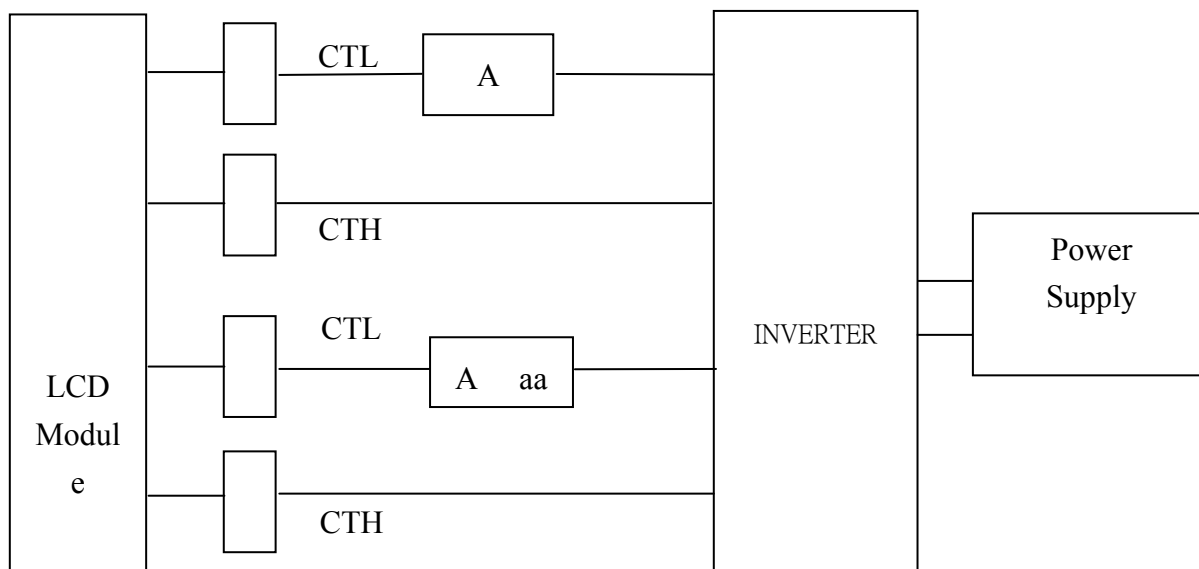 CTL
A
CTH
Power
Supply
CTL
INVERTER
A aa
LCD
Modul
e
CTH